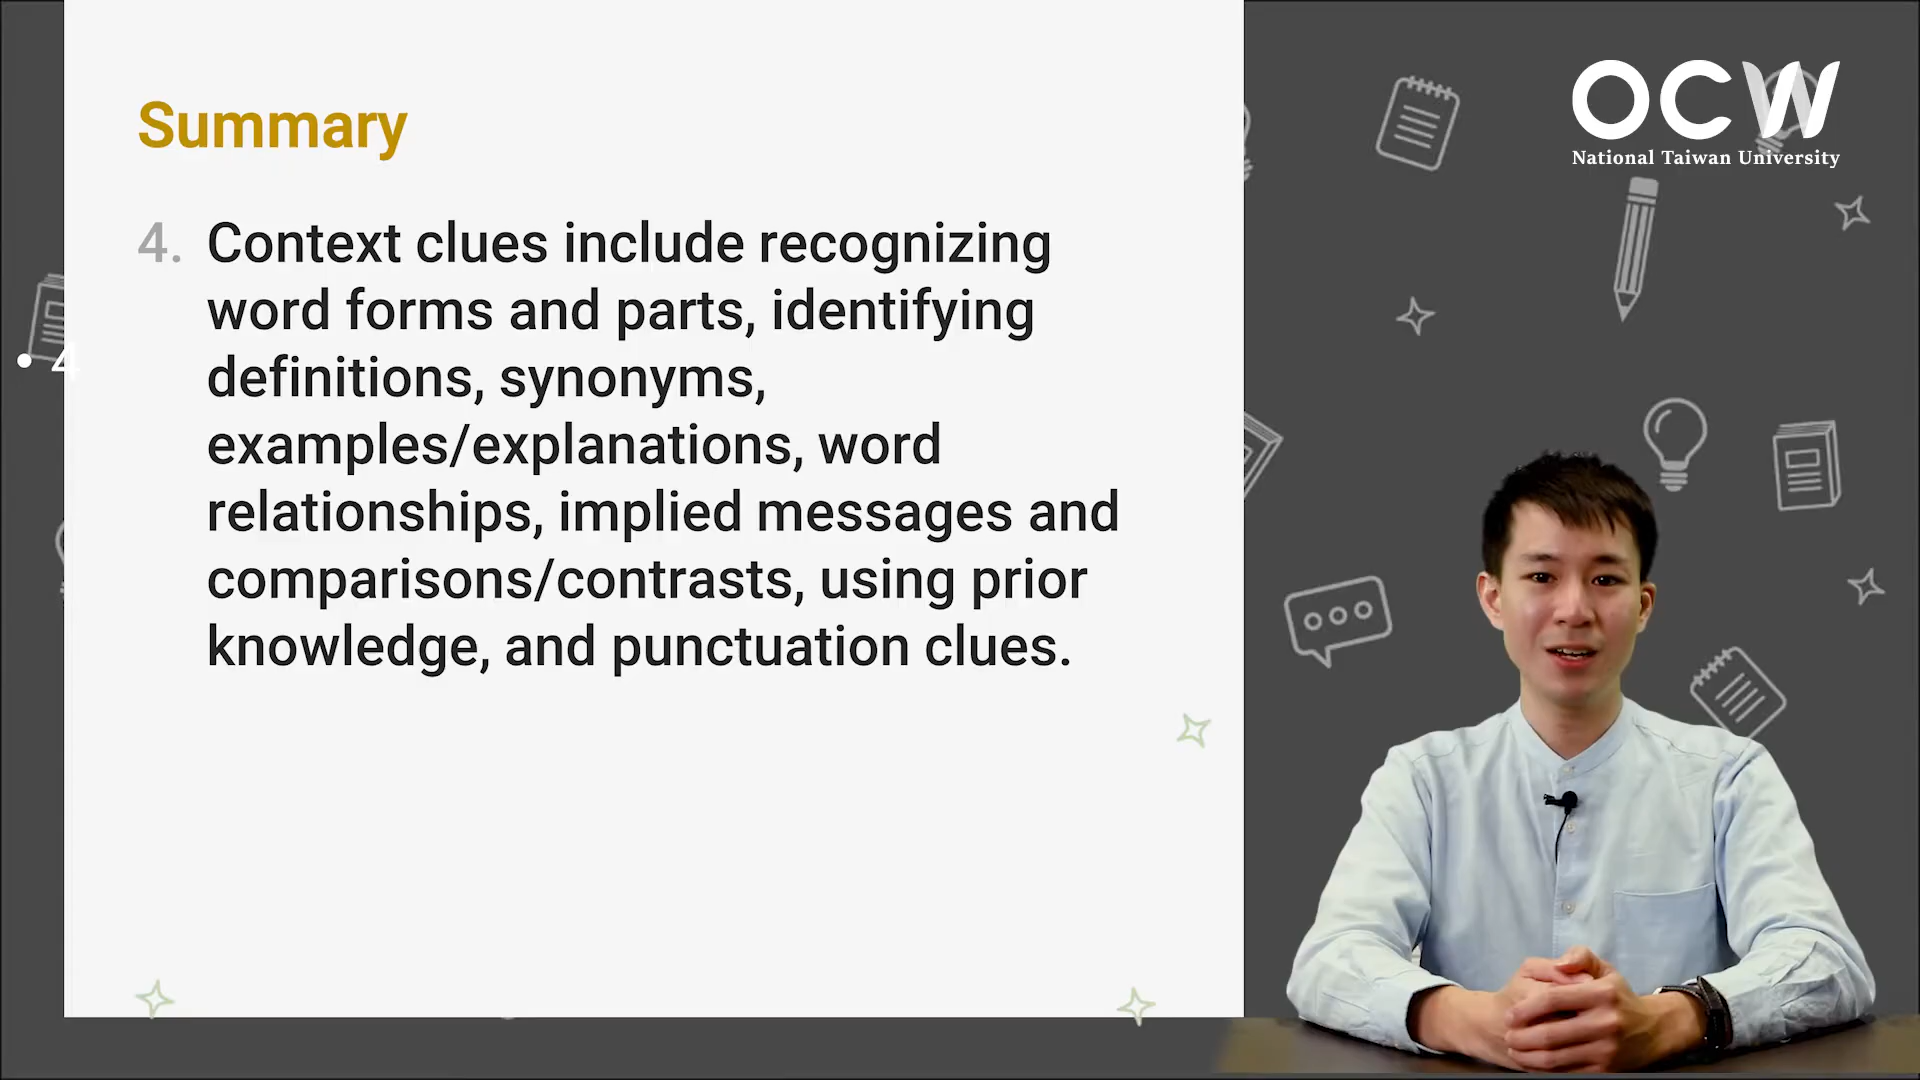 Summary
4. Context clues include recognizing
word forms and parts, identifying
definitions, synonyms,
examples/explanations, word
relationships, implied messages and
comparisons/contrasts, using prior
knowledge, and punctuation clues.
• 4
OCW
National Taiwan University